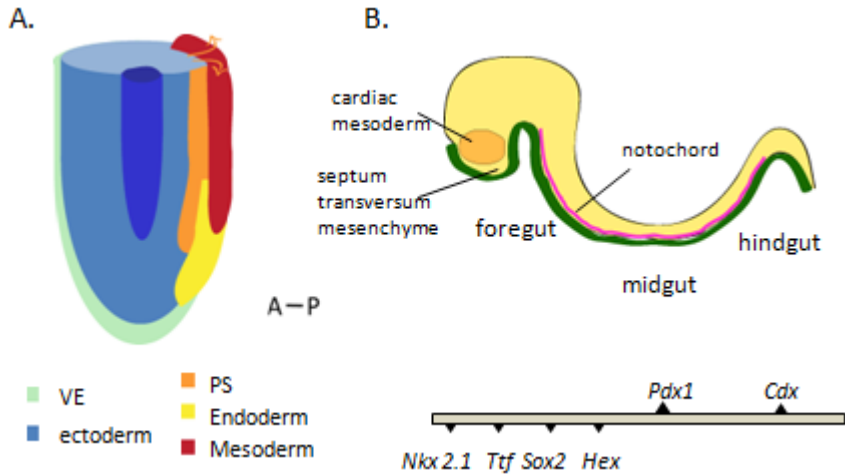 A.
A–P
VE
ectoderm
PS
Endoderm
Mesoderm
B.
cardiac
mesoderm
septum
transversum
mesenchyme
notochord
foregut
midgut
hindgut
Pdx1 Cdx
Nkx 2.1 Ttf Sox2 Hex